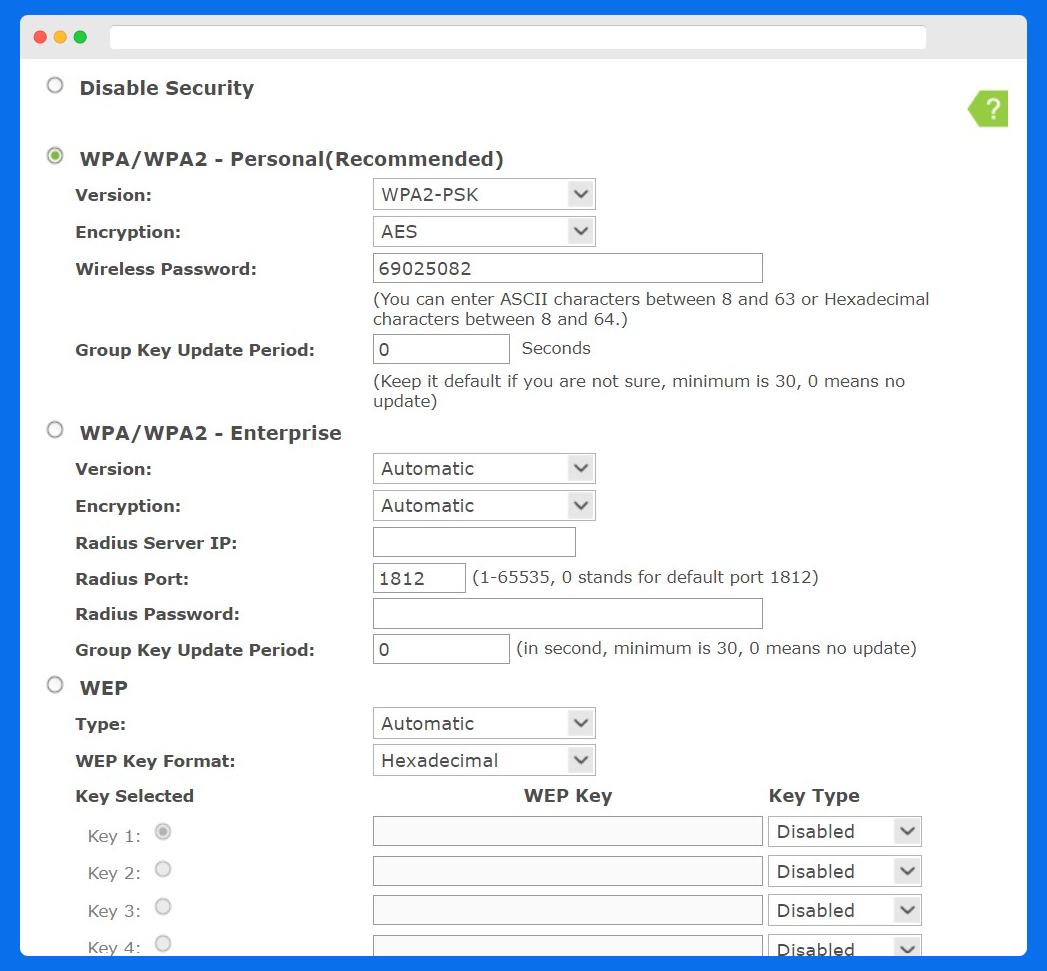 Disable Security
?
WPA/WPA2 - Personal(Recommended)
Version: WPA2-PSK
Encryption: AES
Wireless Password: 69025082
(You can enter ASCII characters between 8 and 63 or Hexadecimal
characters between 8 and 64.)
Group Key Update Period: 0 Seconds
(Keep it default if you are not sure, minimum is 30, 0 means no
update)
WPA/WPA2 - Enterprise
Version: Automatic
Encryption: Automatic
Radius Server IP:
Radius Port: 1812 (1-65535, 0 stands for default port 1812)
Radius Password:
Group Key Update Period: 0 (in second, minimum is 30, 0 means no update)
WEP
Type: Automatic
WEP Key Format: Hexadecimal
Key Selected WEP Key Key Type
Key 1: Disabled
Key 2: Disabled
Key 3: Disabled
Key 4: Disabled